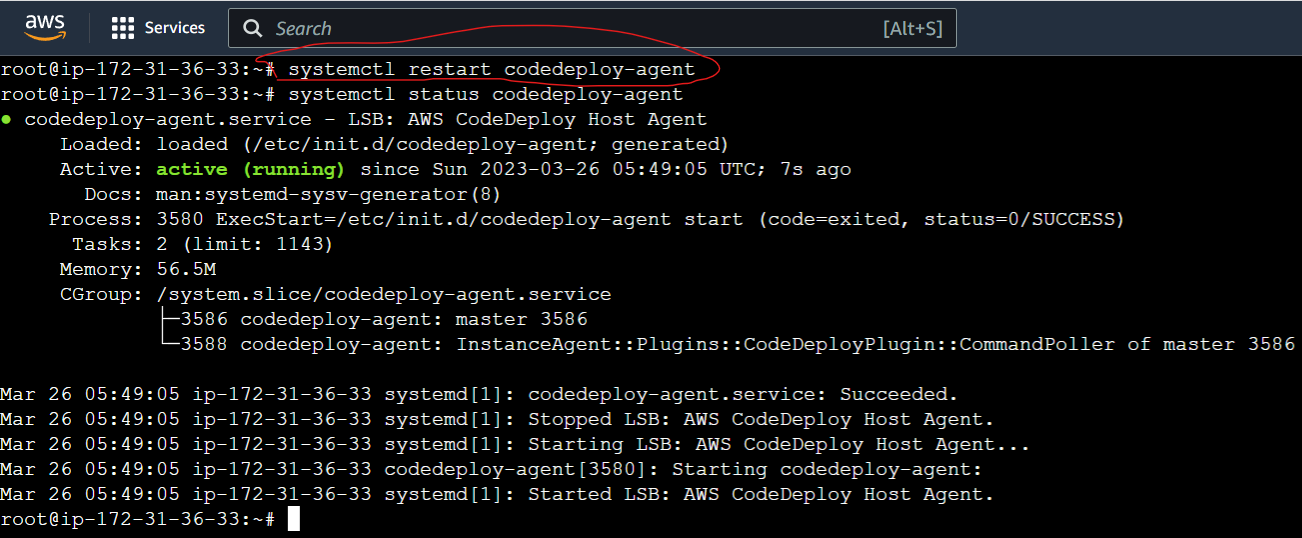 aws Services Search [Alt+S]
root@ip-172-31-36-33:~# systemctl restart codedeploy-agent
root@ip-172-31-36-33:~# systemctl status codedeploy-agent
● codedeploy-agent.service - LSB: AWS CodeDeploy Host Agent
     Loaded: loaded (/etc/init.d/codedeploy-agent; generated)
     Active: active (running) since Sun 2023-03-26 05:49:05 UTC; 7s ago
       Docs: man:systemd-sysv-generator(8)
    Process: 3580 ExecStart=/etc/init.d/codedeploy-agent start (code=exited, status=0/SUCCESS)
      Tasks: 2 (limit: 1143)
     Memory: 56.5M
     CGroup: /system.slice/codedeploy-agent.service
             ├─3586 codedeploy-agent: master 3586
             └─3588 codedeploy-agent: InstanceAgent::Plugins::CodeDeployPlugin::CommandPoller of master 3586
Mar 26 05:49:05 ip-172-31-36-33 systemd[1]: codedeploy-agent.service: Succeeded.
Mar 26 05:49:05 ip-172-31-36-33 systemd[1]: Stopped LSB: AWS CodeDeploy Host Agent.
Mar 26 05:49:05 ip-172-31-36-33 systemd[1]: Starting LSB: AWS CodeDeploy Host Agent...
Mar 26 05:49:05 ip-172-31-36-33 codedeploy-agent[3580]: Starting codedeploy-agent:
Mar 26 05:49:05 ip-172-31-36-33 systemd[1]: Started LSB: AWS CodeDeploy Host Agent.
root@ip-172-31-36-33:~#